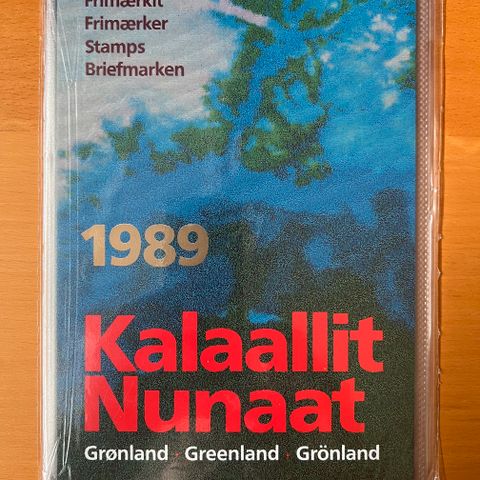 Frimærkit
Frimærker
Stamps
Briefmarken
1989
Kalaallit
Nunaat
Grønland · Greenland · Grönland